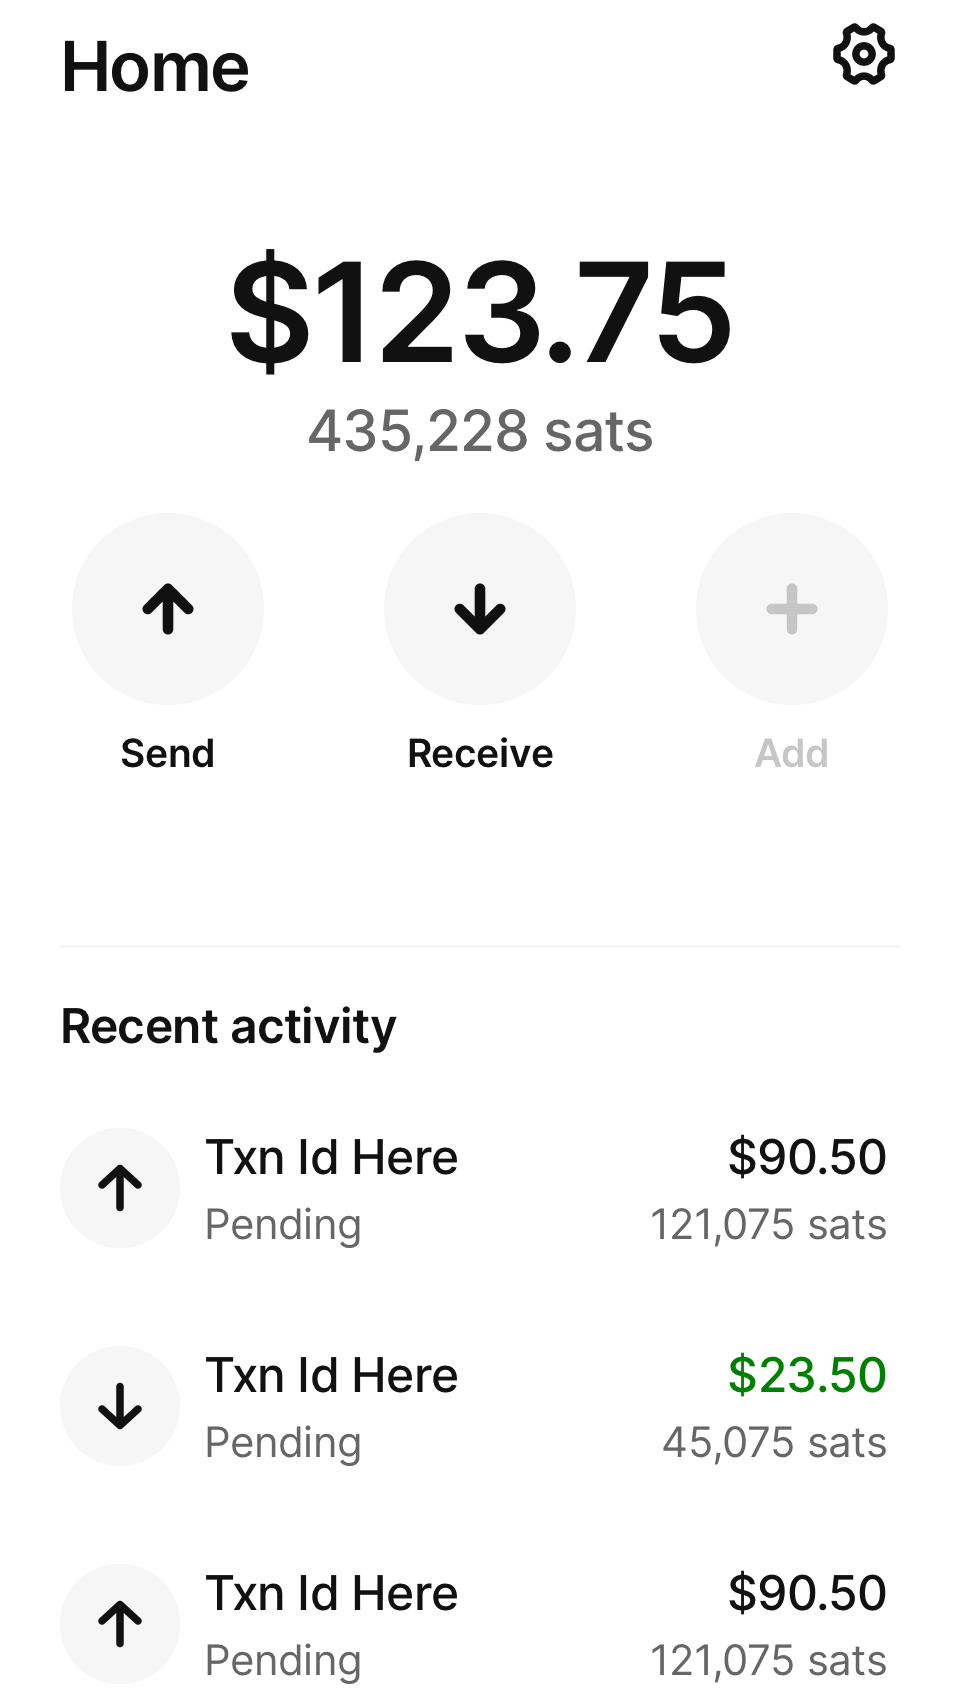 Home
$123.75
435,228 sats
Send Receive Add
Recent activity
Txn Id Here $90.50
Pending 121,075 sats
Txn Id Here $23.50
Pending 45,075 sats
Txn Id Here $90.50
Pending 121,075 sats